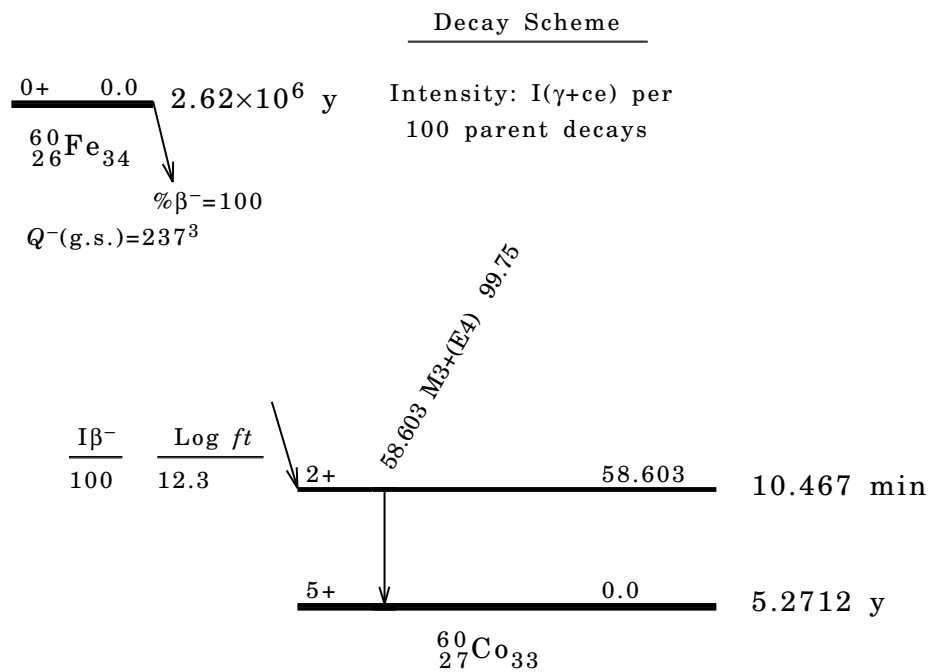 Decay Scheme
0+ 0.0 2.62×10⁶ y
Intensity: I(γ+ce) per
100 parent decays
⁶⁰₂₆Fe₃₄
%β⁻=100
Q⁻(g.s.)=237³
58.603 M3+(E4) 99.75
Iβ⁻ Log ft
100 12.3
2+ 58.603 10.467 min
5+ 0.0 5.2712 y
⁶⁰₂₇Co₃₃